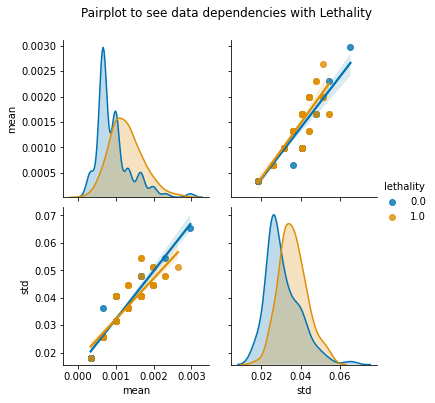 Pairplot to see data dependencies with Lethality
0.0030
0.0025
0.0020
0.0015
0.0010
0.0005
mean
lethality
0.0
1.0
0.07
0.06
0.05
0.04
0.03
0.02
std
0.000 0.001 0.002 0.003
mean
0.02 0.04 0.06
std